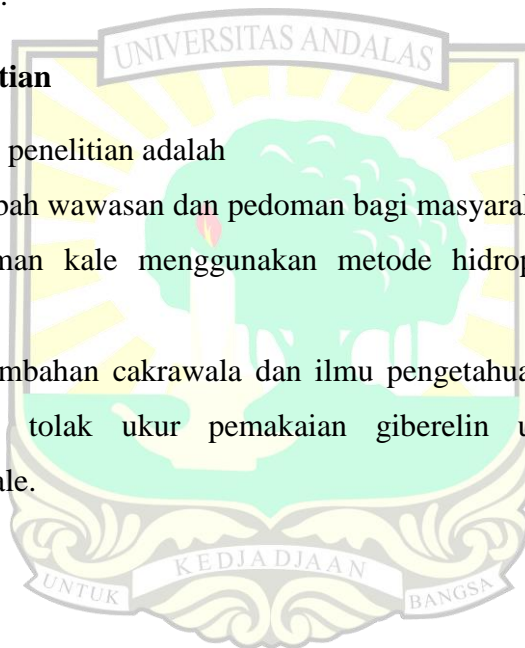 .
UNIVERSITAS ANDALAS
tian
penelitian adalah
bah wawasan dan pedoman bagi masyarak
man kale menggunakan metode hidrop
mbahan cakrawala dan ilmu pengetahua
tolak ukur pemakaian giberelin u
ale.
UNTUK KEDJADJAAN BANGSA